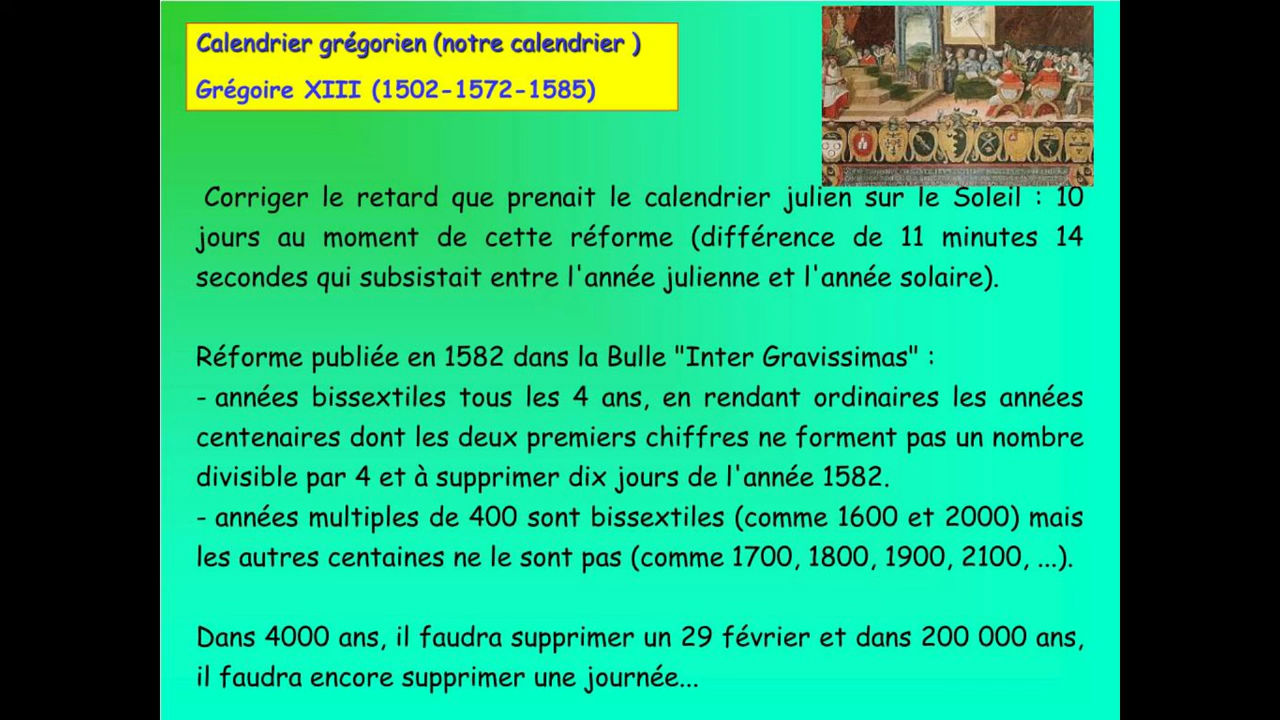 Calendrier grégorien (notre calendrier )
Grégoire XIII (1502-1572-1585)
Corriger le retard que prenait le calendrier julien sur le Soleil : 10
jours au moment de cette réforme (différence de 11 minutes 14
secondes qui subsistait entre l'année julienne et l'année solaire).
Réforme publiée en 1582 dans la Bulle "Inter Gravissimas" :
- années bissextiles tous les 4 ans, en rendant ordinaires les années
centenaires dont les deux premiers chiffres ne forment pas un nombre
divisible par 4 et à supprimer dix jours de l'année 1582.
- années multiples de 400 sont bissextiles (comme 1600 et 2000) mais
les autres centaines ne le sont pas (comme 1700, 1800, 1900, 2100, ...).
Dans 4000 ans, il faudra supprimer un 29 février et dans 200 000 ans,
il faudra encore supprimer une journée...